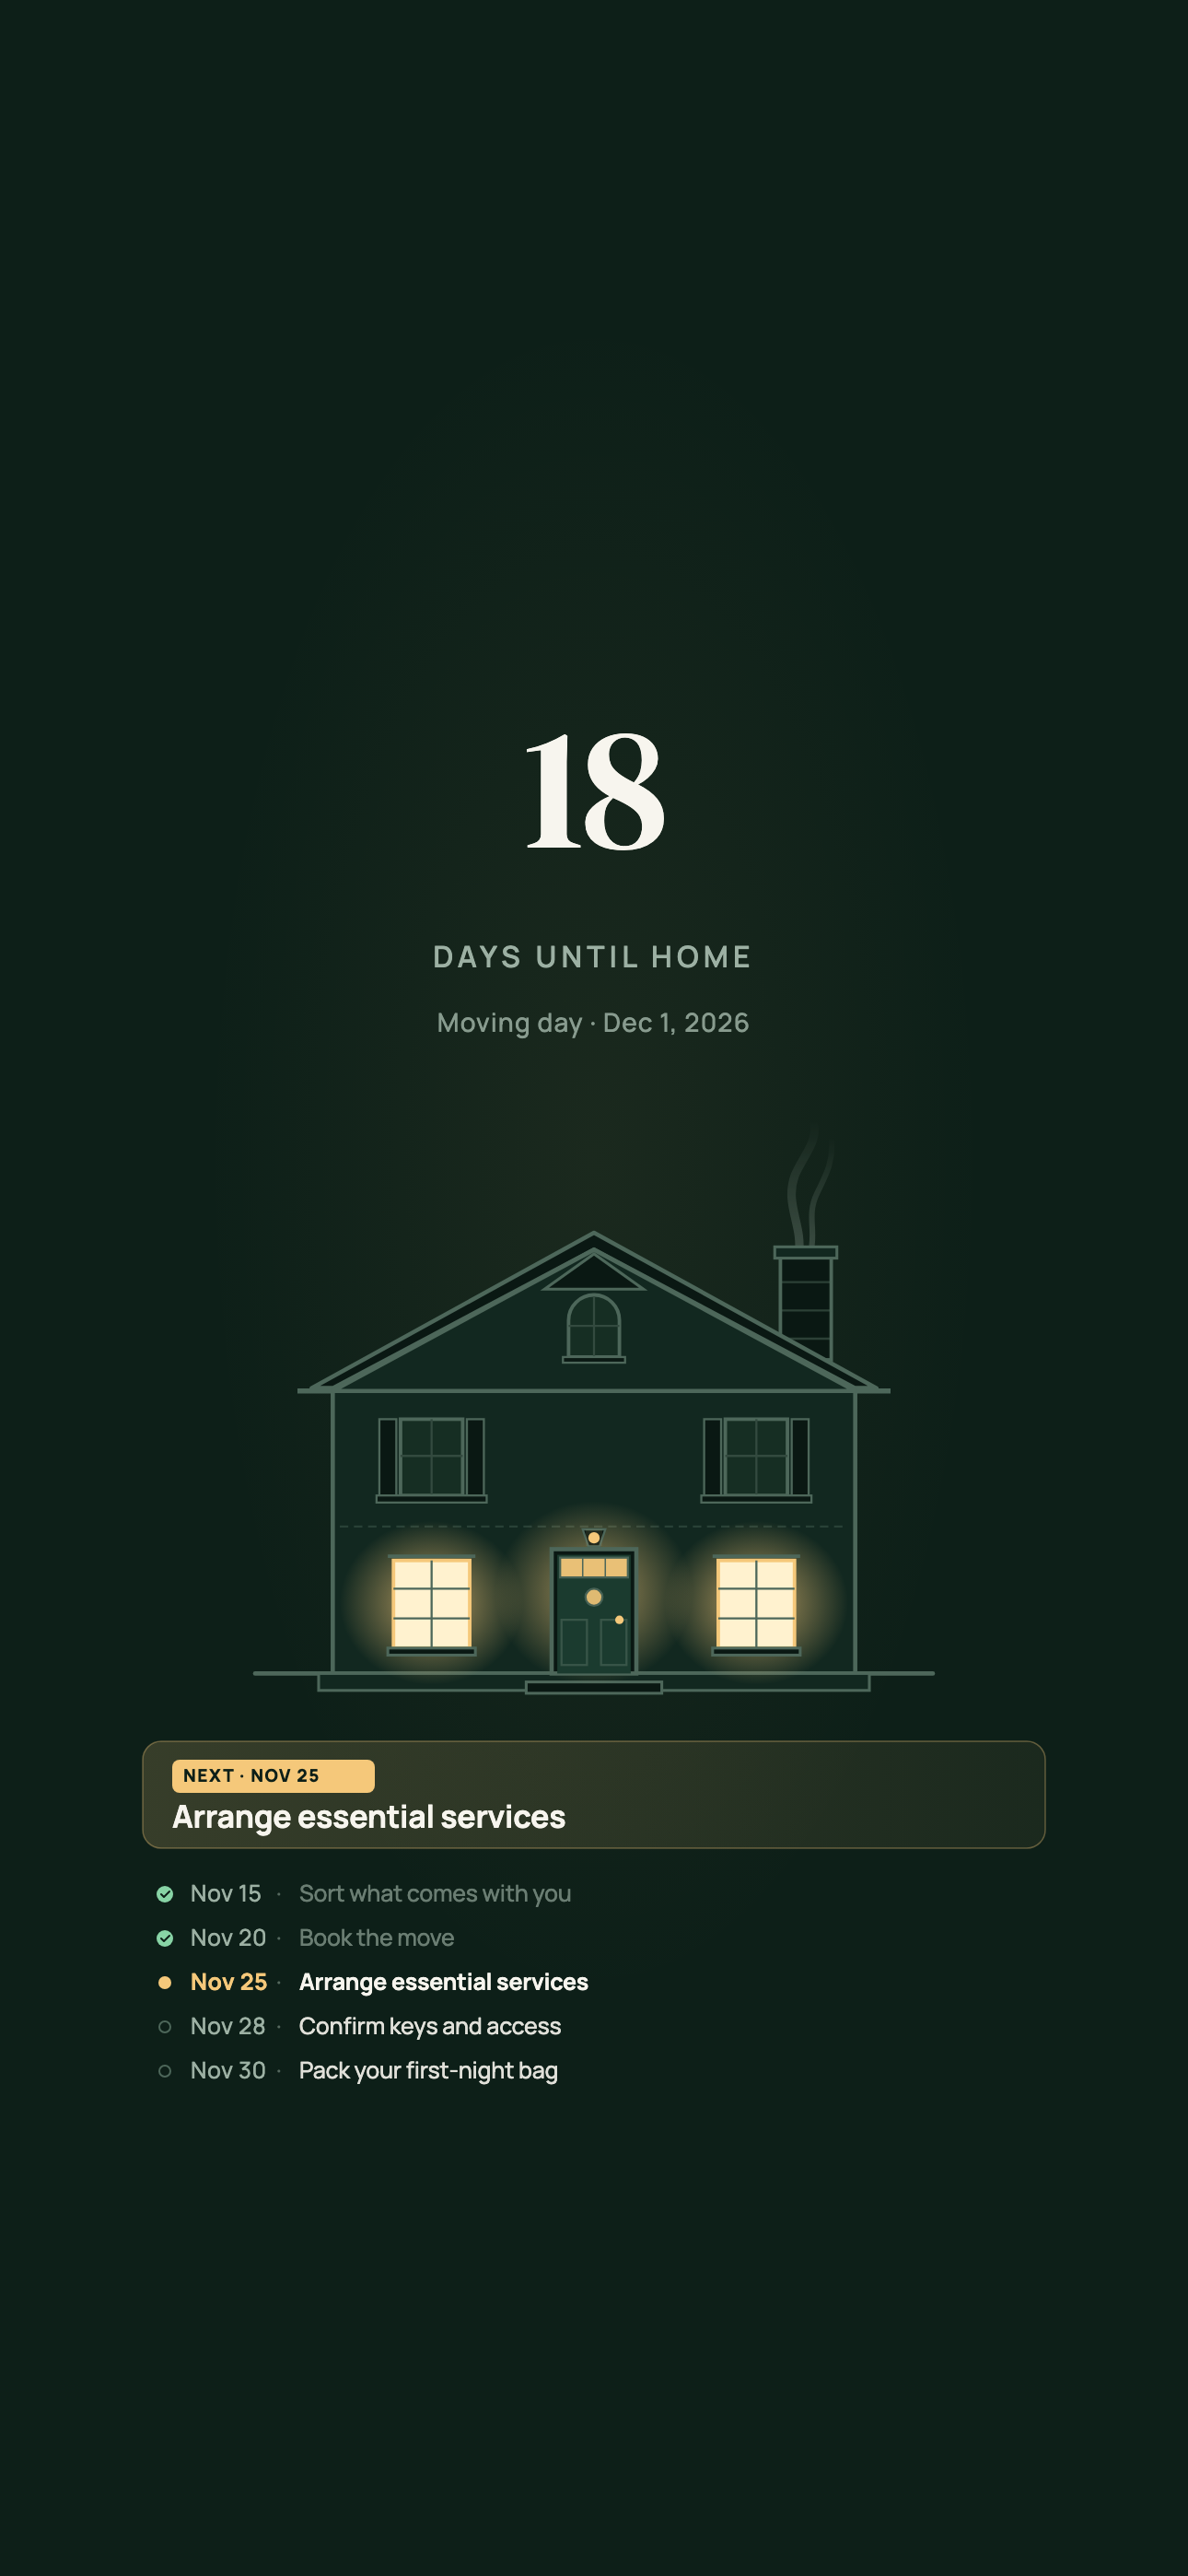 18
DAYS UNTIL HOME
Moving day · Dec 1, 2026
NEXT · NOV 25
Arrange essential services
Nov 15 · Sort what comes with you
Nov 20 · Book the move
Nov 25 · Arrange essential services
Nov 28 · Confirm keys and access
Nov 30 · Pack your first-night bag